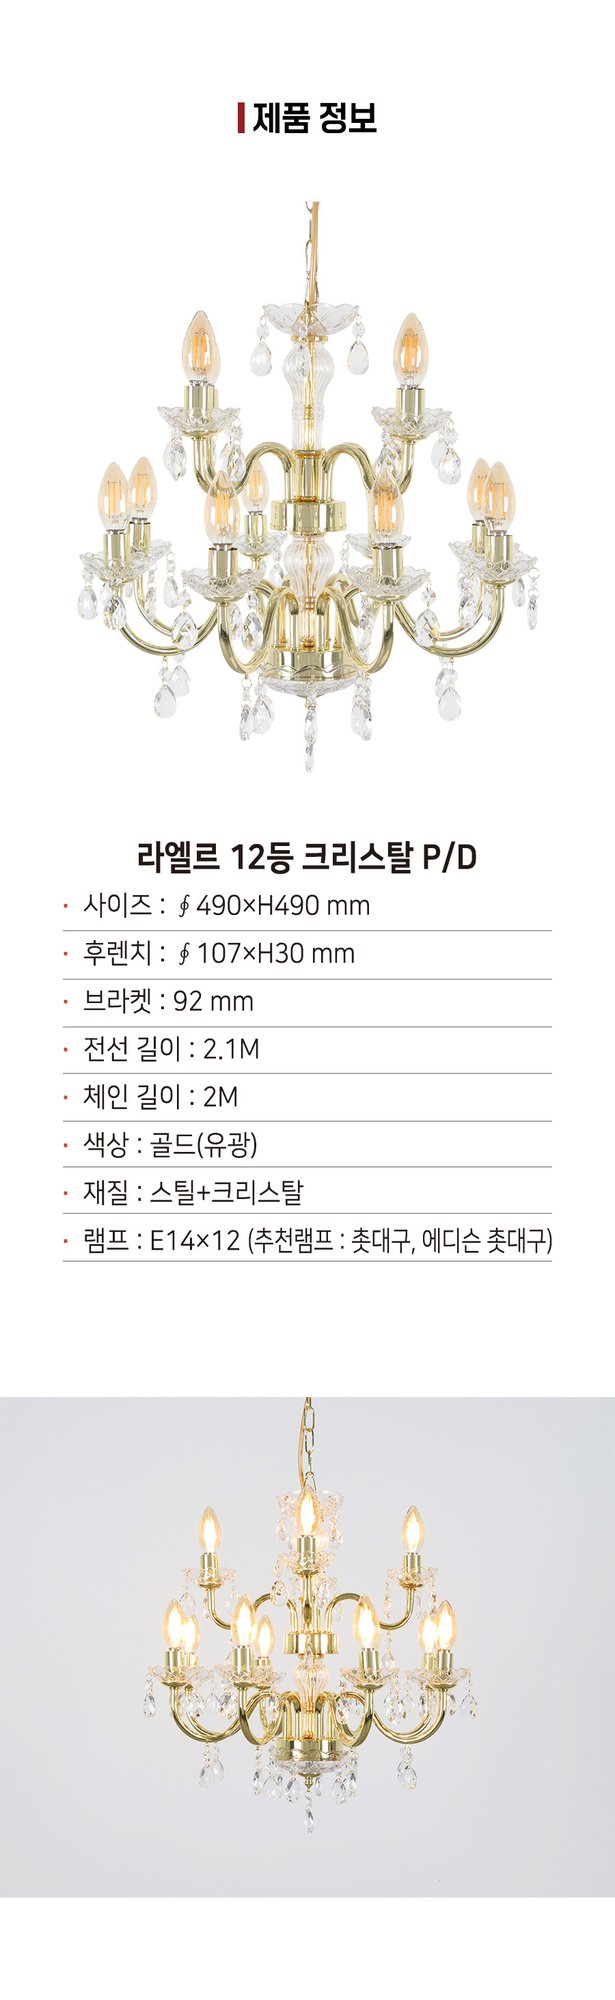 제품 정보
라엘르 12등 크리스탈 P/D
· 사이즈 : ∮490×H490 mm
· 후렌치 : ∮107×H30 mm
· 브라켓 : 92 mm
· 전선 길이 : 2.1M
· 체인 길이 : 2M
· 색상 : 골드(유광)
· 재질 : 스틸+크리스탈
· 램프 : E14×12 (추천램프 : 촛대구, 에디슨 촛대구)